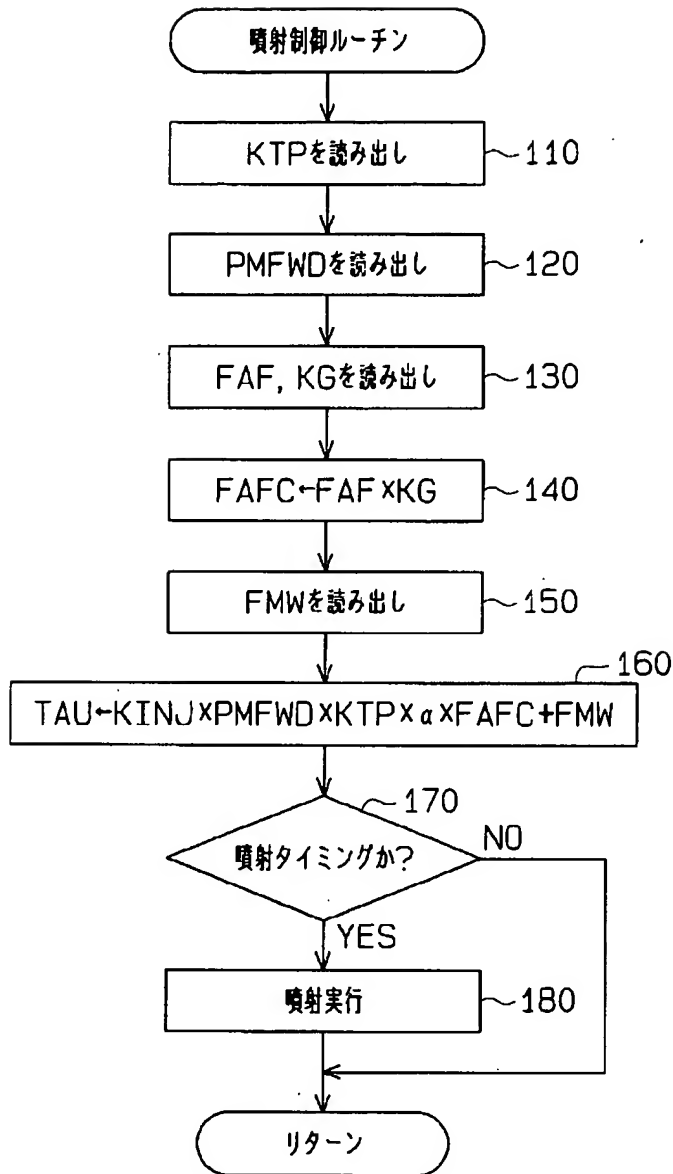 噴射制御ルーチン
KTPを読み出し
110
PMFWDを読み出し
120
FAF, KGを読み出し
130
FAFC←FAF×KG
140
FMWを読み出し
150
160
TAU←KINJ×PMFWD×KTP×α×FAFC+FMW
170
噴射タイミングか?
NO
YES
噴射実行
180
リターン